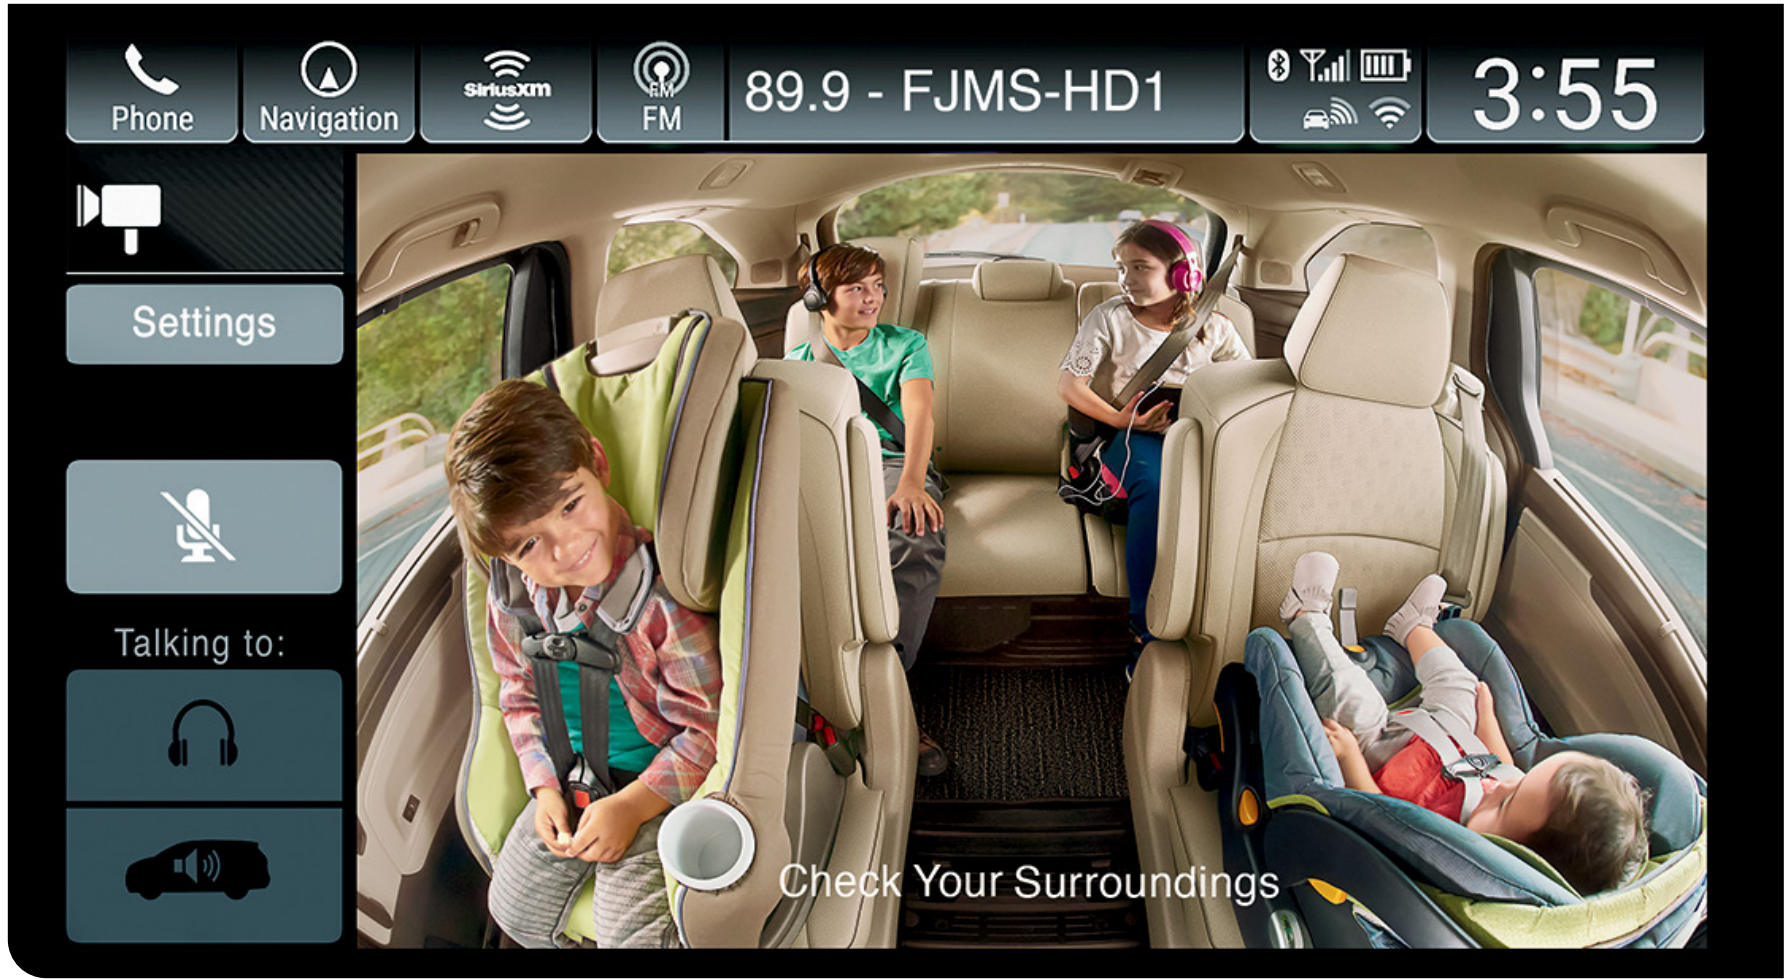 Phone
Navigation
SiriusXM
FM
FM
89.9 - FJMS-HD1
3:55
Settings
Talking to:
Check Your Surroundings